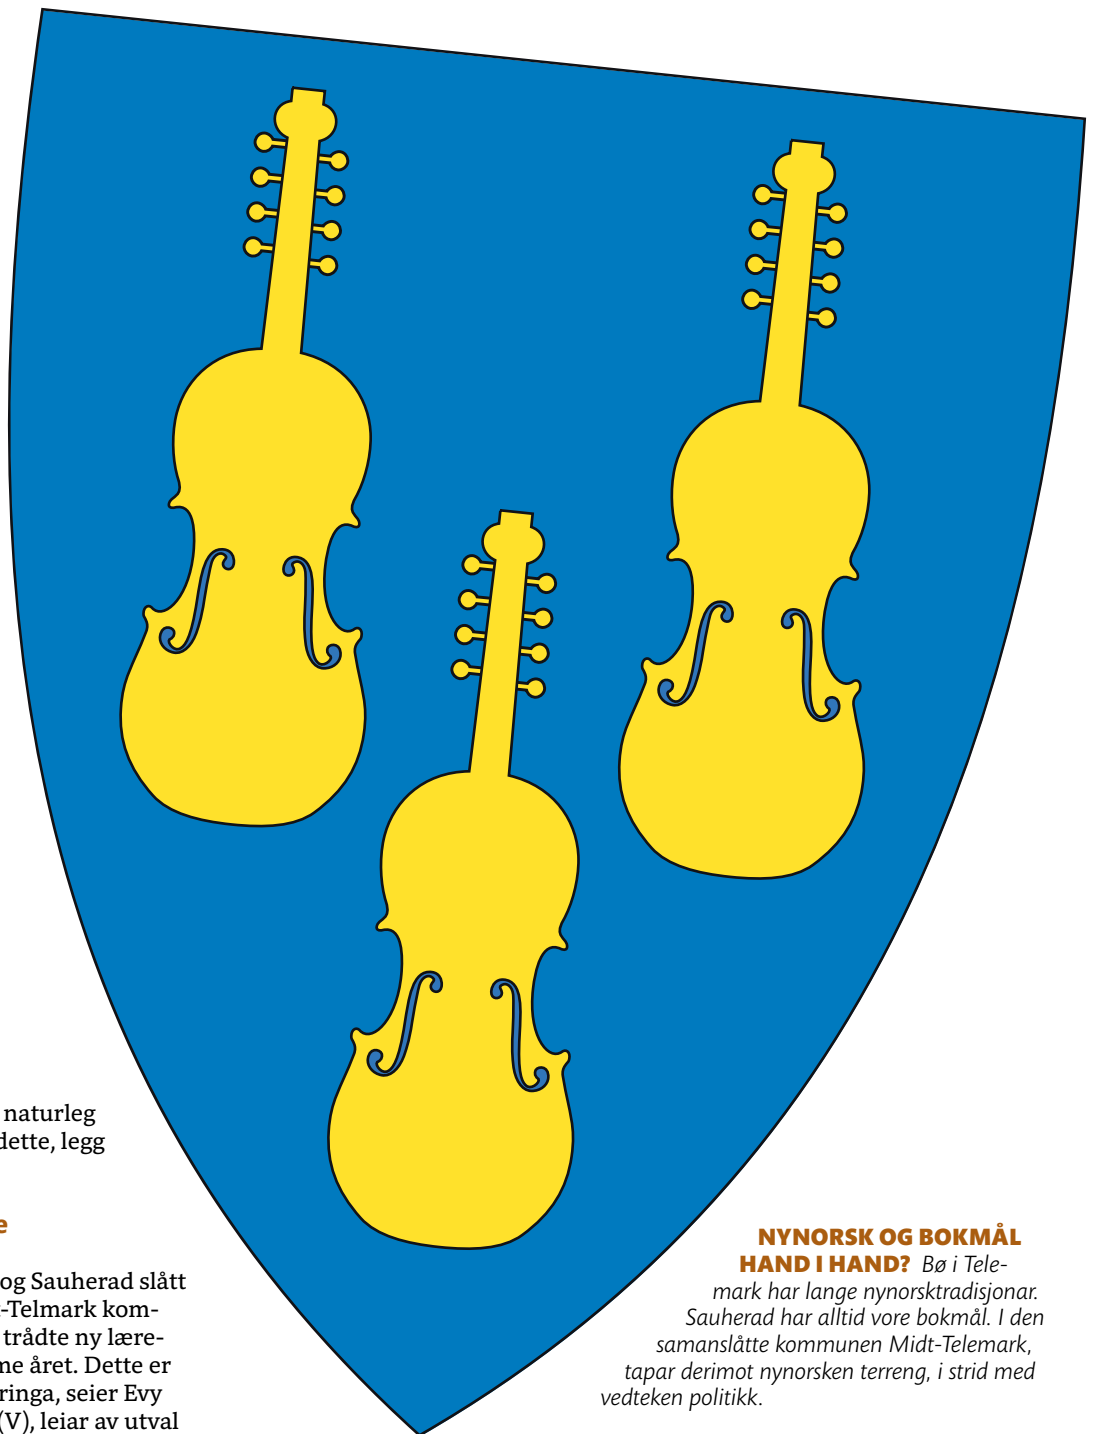 naturleg
dette, legg
e
og Sauherad slått
-Telmark kom-
trådte ny lære-
me året. Dette er
ringa, seier Evy
(V), leiar av utval
NYNORSK OG BOKMÅL
HAND I HAND? Bø i Tele-
mark har lange nynorsktradisjonar.
Sauherad har alltid vore bokmål. I den
samanslåtte kommunen Midt-Telemark,
tapar derimot nynorsken terreng, i strid med
vedteken politikk.